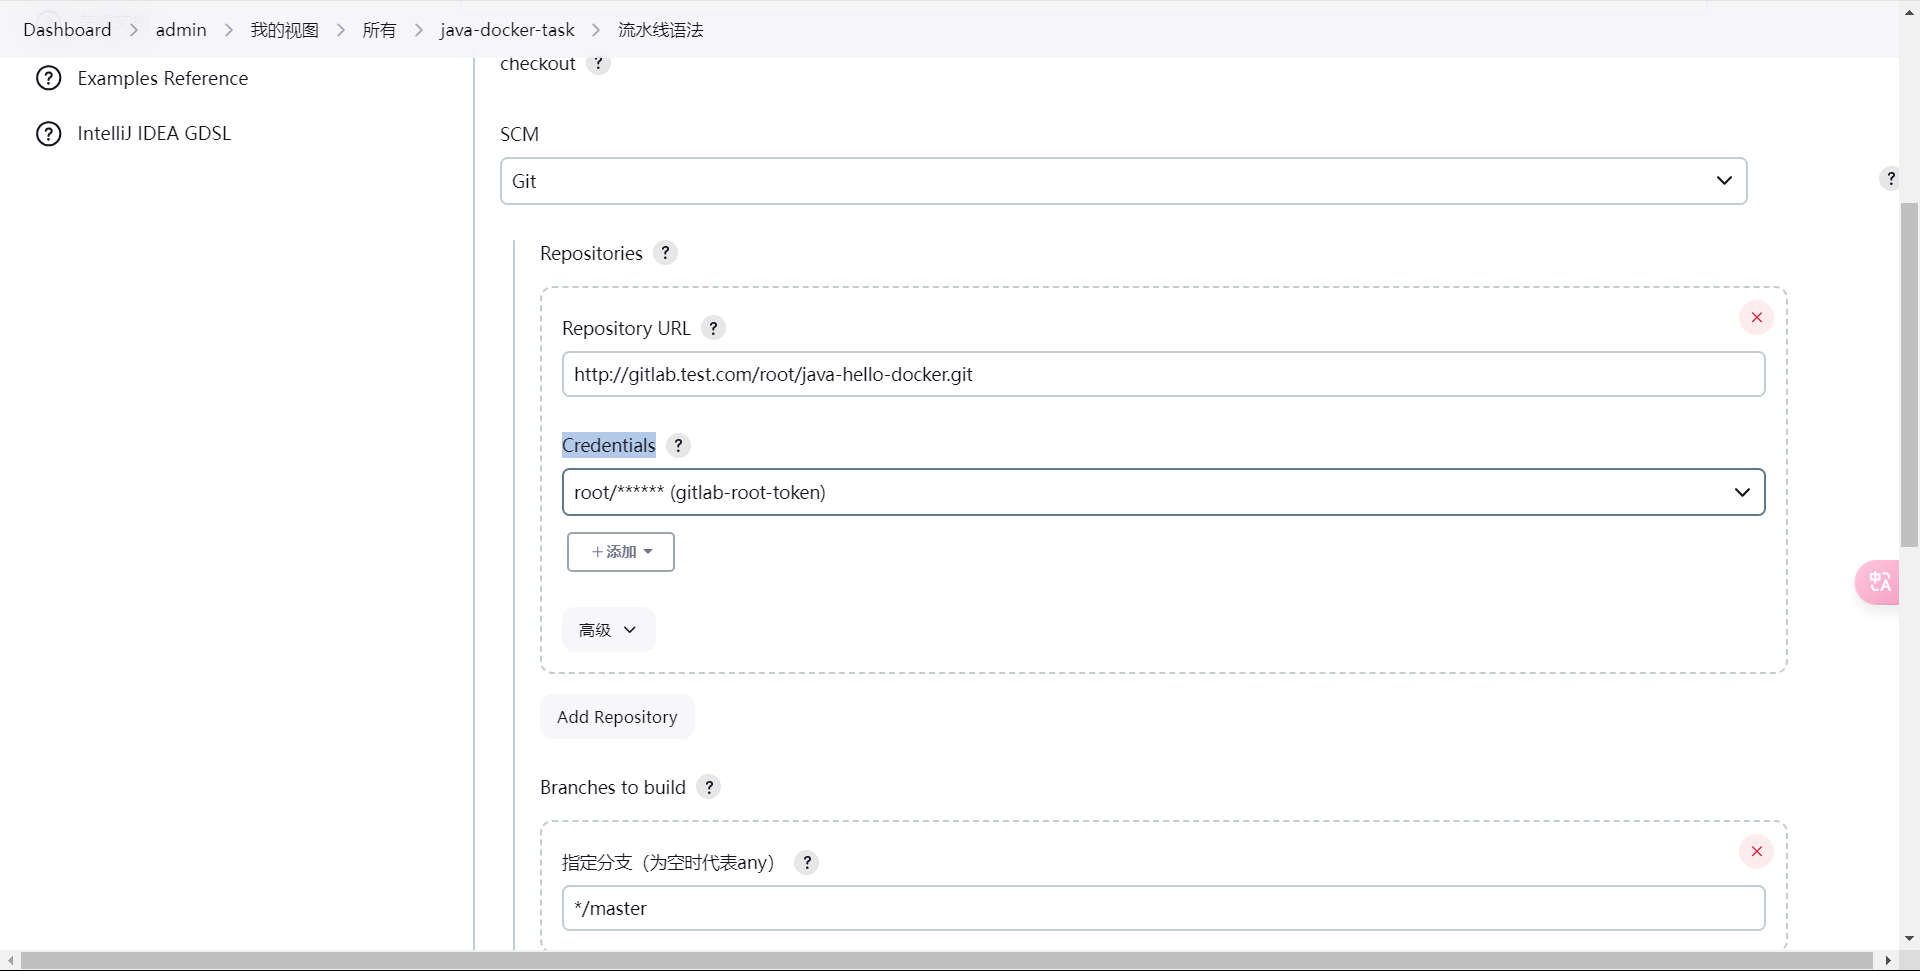 Dashboard > admin > 我的视图 > 所有 > java-docker-task > 流水线语法
Examples Reference
IntelliJ IDEA GDSL
checkout ?
SCM
Git
?
Repositories ?
Repository URL ?
http://gitlab.test.com/root/java-hello-docker.git
Credentials ?
root/****** (gitlab-root-token)
+添加
高级
Add Repository
Branches to build ?
指定分支（为空时代表any） ?
*/master